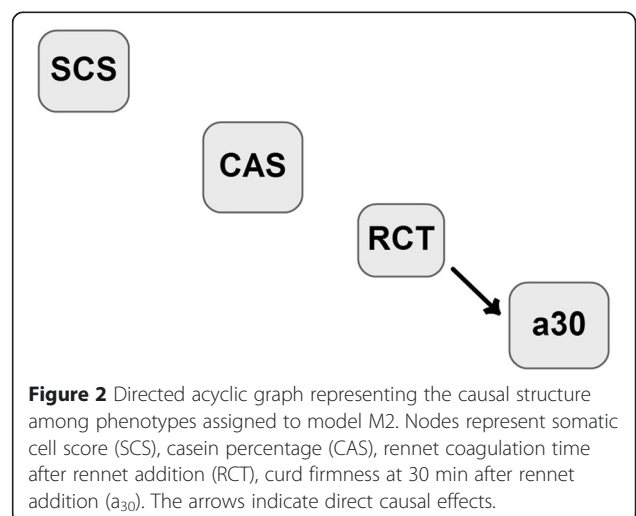 SCS
CAS
RCT
a30
Figure 2 Directed acyclic graph representing the causal structure
among phenotypes assigned to model M2. Nodes represent somatic
cell score (SCS), casein percentage (CAS), rennet coagulation time
after rennet addition (RCT), curd firmness at 30 min after rennet
addition (a₃₀). The arrows indicate direct causal effects.